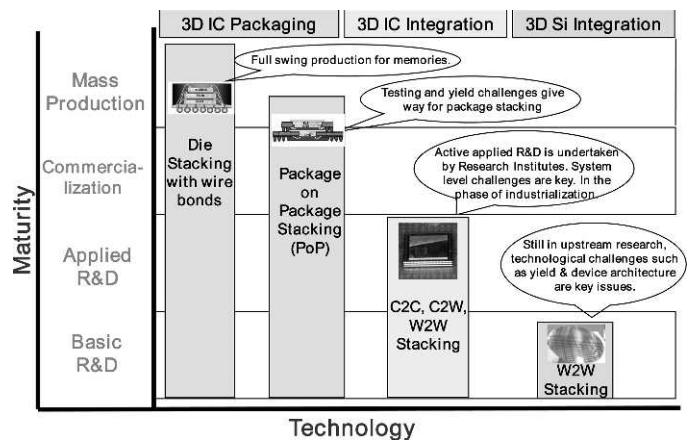 3D IC Packaging
3D IC Integration
3D Si Integration
Full swing production for memories.
Mass
Production
Testing and yield challenges give
way for package stacking
Die
Stacking
with wire
bonds
Commercia-
lization
Active applied R&D is undertaken
by Research Institutes. System
level challenges are key. In the
phase of industrialization.
Package
on
Package
Stacking
(PoP)
Maturity
Applied
R&D
Still in upstream research,
technological challenges such
as yield & device architecture
are key issues.
C2C, C2W,
W2W
Stacking
Basic
R&D
W2W
Stacking
Technology